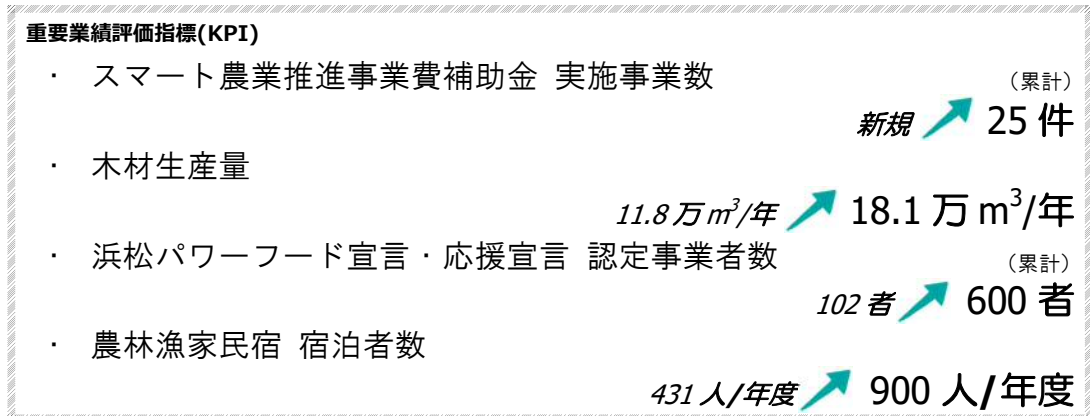 重要業績評価指標(KPI)
・ スマート農業推進事業費補助金 実施事業数 （累計）
新規 25 件
・ 木材生産量
11.8 万㎥/年 18.1 万 m³/年
・ 浜松パワーフード宣言・応援宣言 認定事業者数 （累計）
102 者 600 者
・ 農林漁家民宿 宿泊者数
431 人/年度 900 人/年度